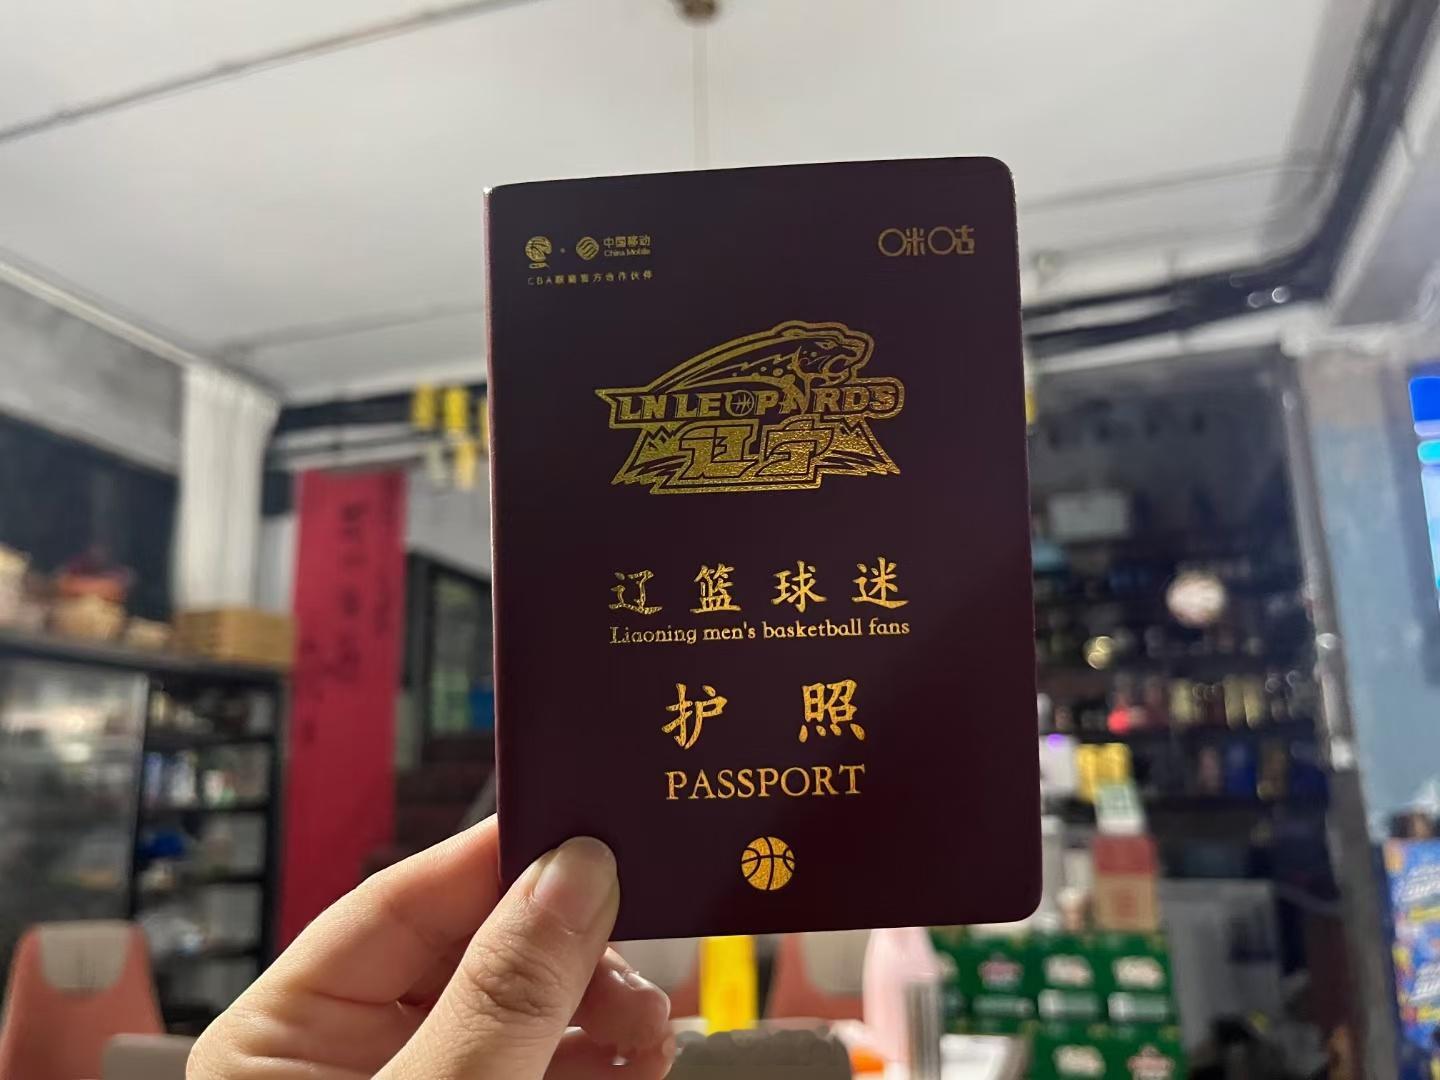 中国移动
China Mobile
CBA联赛官方合作伙伴
咪咕
LN LEOPARDS
辽宁
辽篮球迷
Liaoning men's basketball fans
护照
PASSPORT